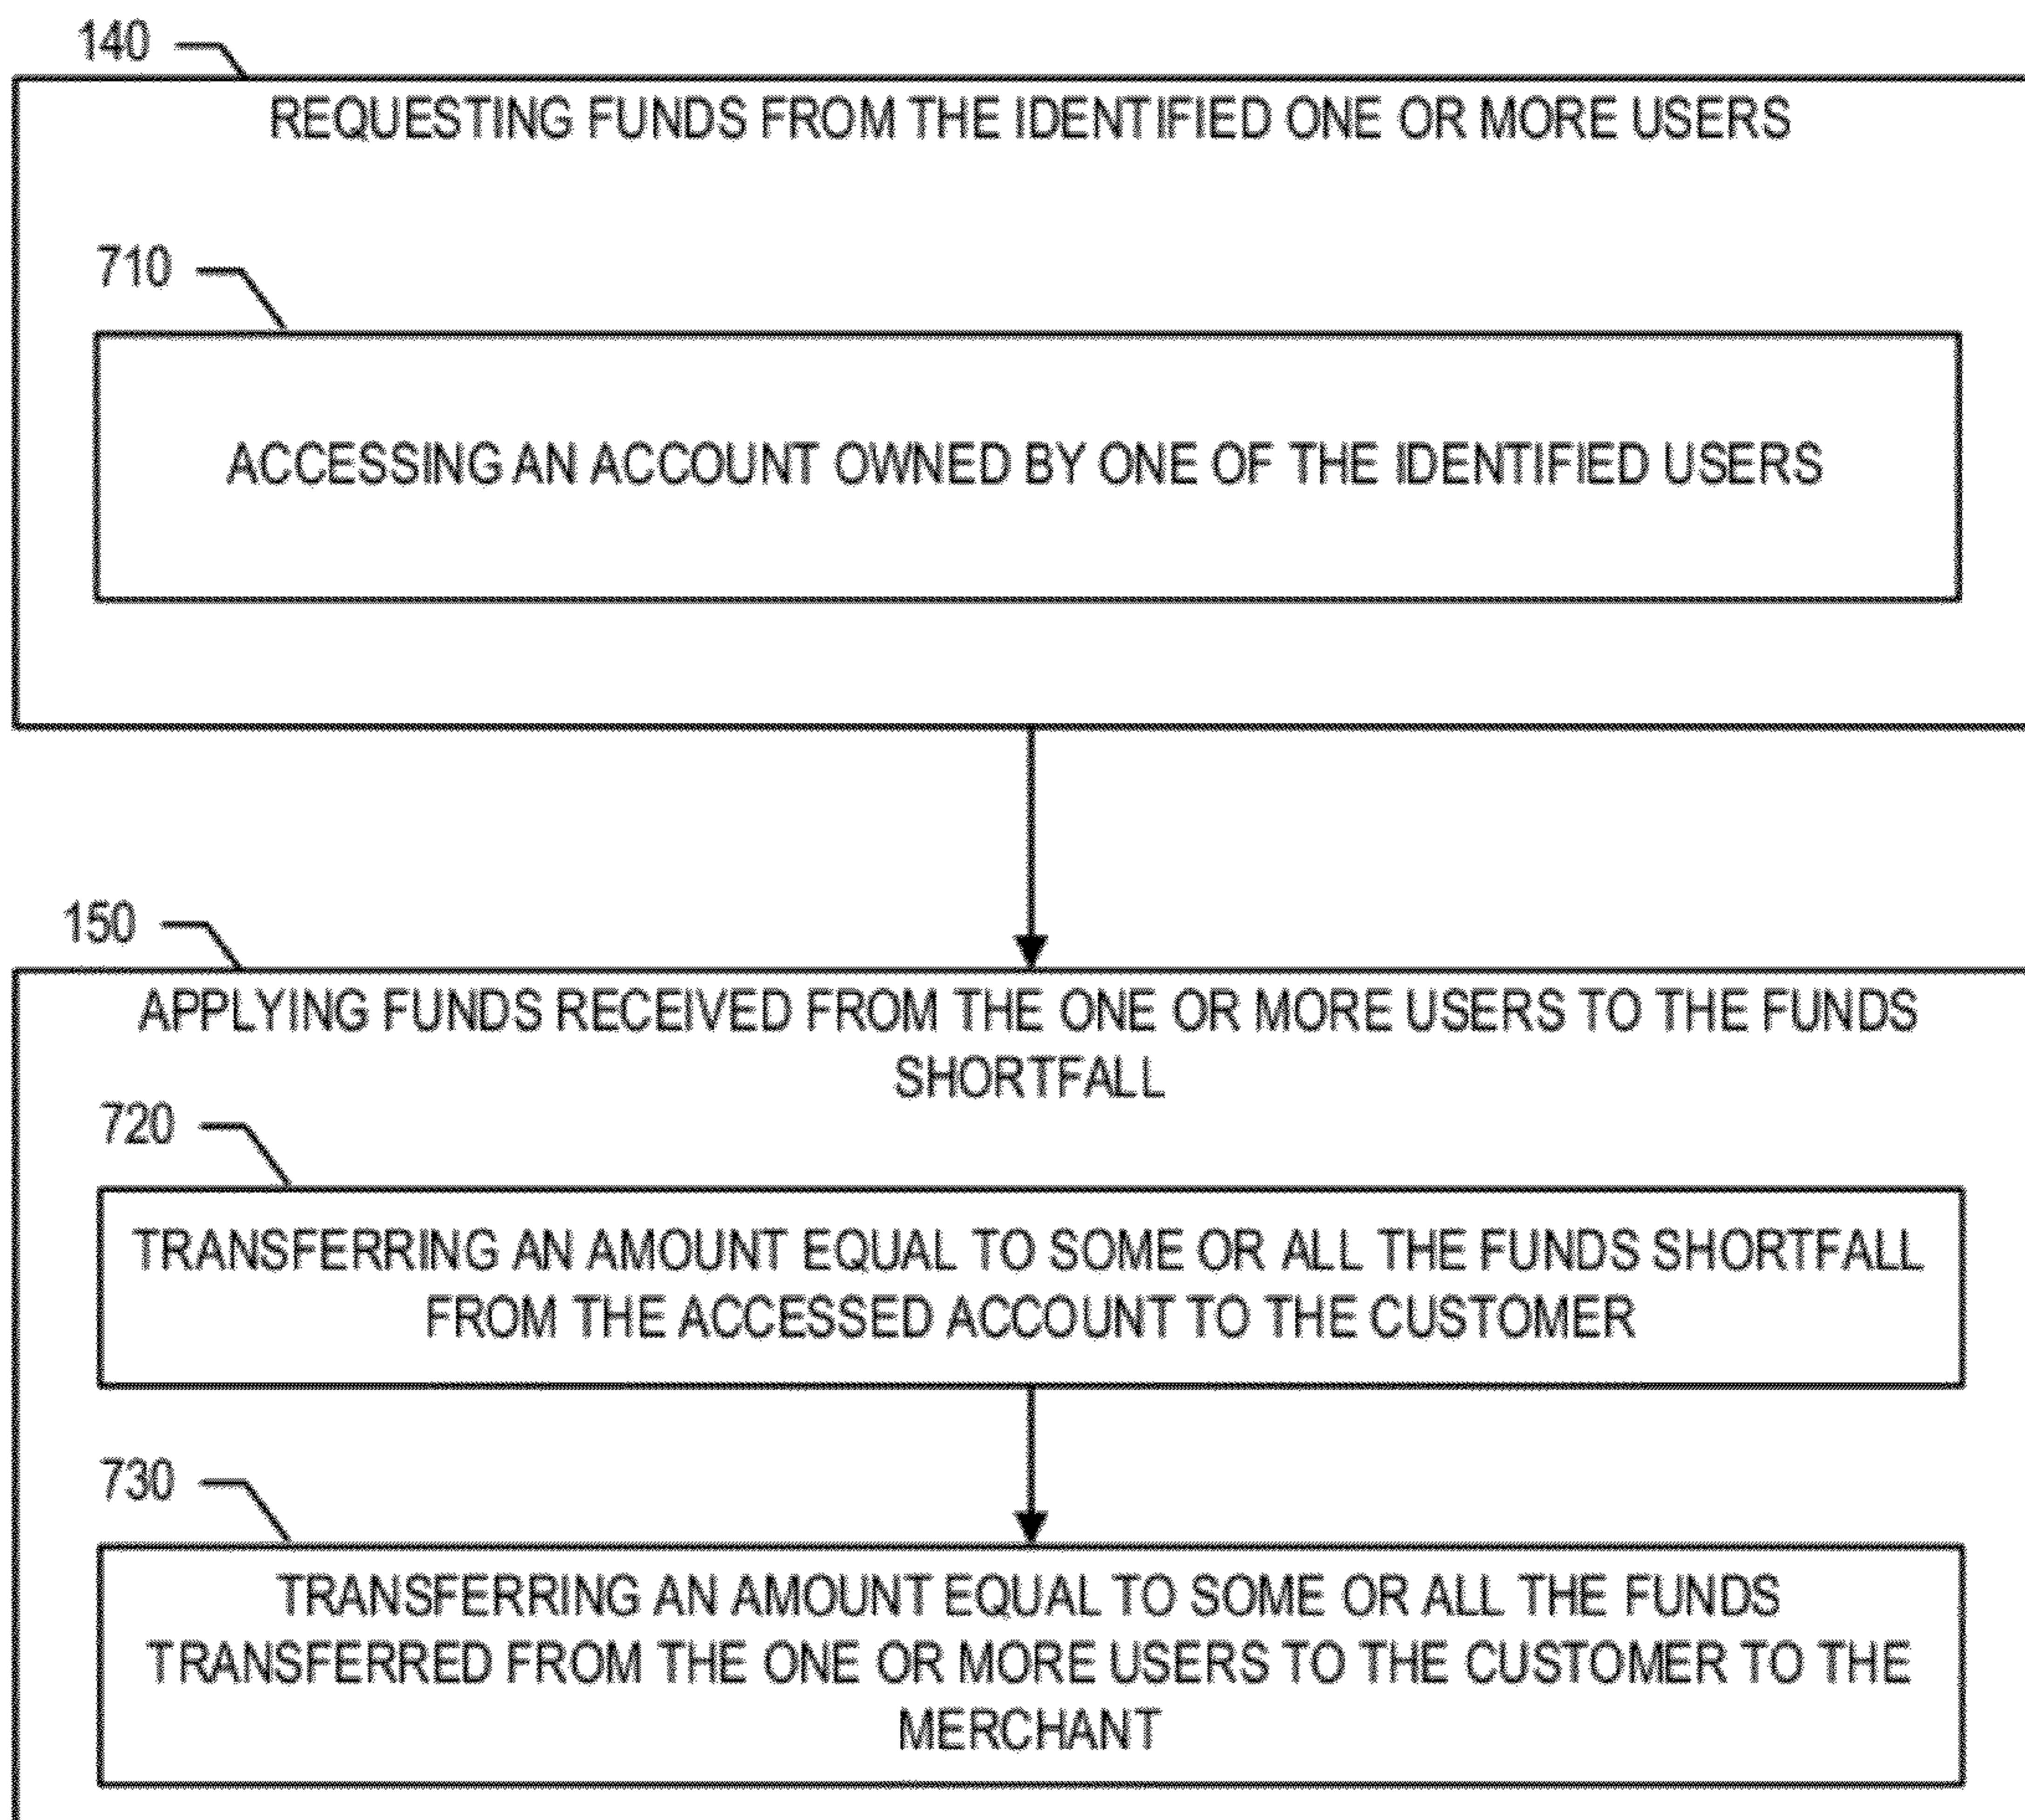 140
REQUESTING FUNDS FROM THE IDENTIFIED ONE OR MORE USERS
710
ACCESSING AN ACCOUNT OWNED BY ONE OF THE IDENTIFIED USERS
150
APPLYING FUNDS RECEIVED FROM THE ONE OR MORE USERS TO THE FUNDS
SHORTFALL
720
TRANSFERRING AN AMOUNT EQUAL TO SOME OR ALL THE FUNDS SHORTFALL
FROM THE ACCESSED ACCOUNT TO THE CUSTOMER
730
TRANSFERRING AN AMOUNT EQUAL TO SOME OR ALL THE FUNDS
TRANSFERRED FROM THE ONE OR MORE USERS TO THE CUSTOMER TO THE
MERCHANT